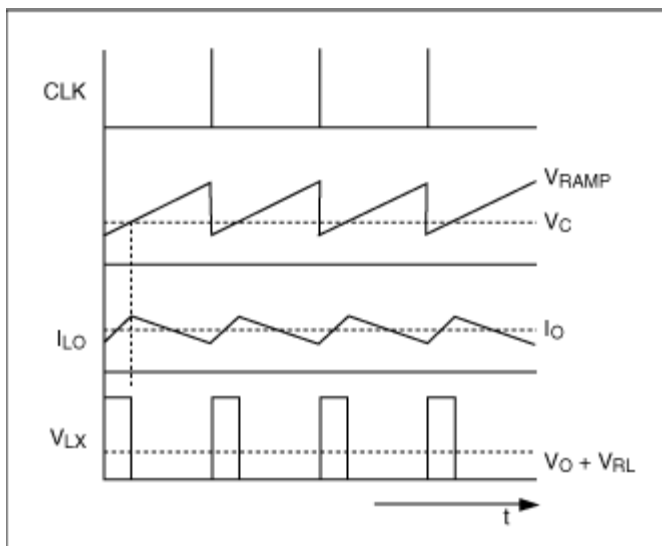 CLK
VRAMP
VC
ILO
IO
VLX
VO + VRL
t